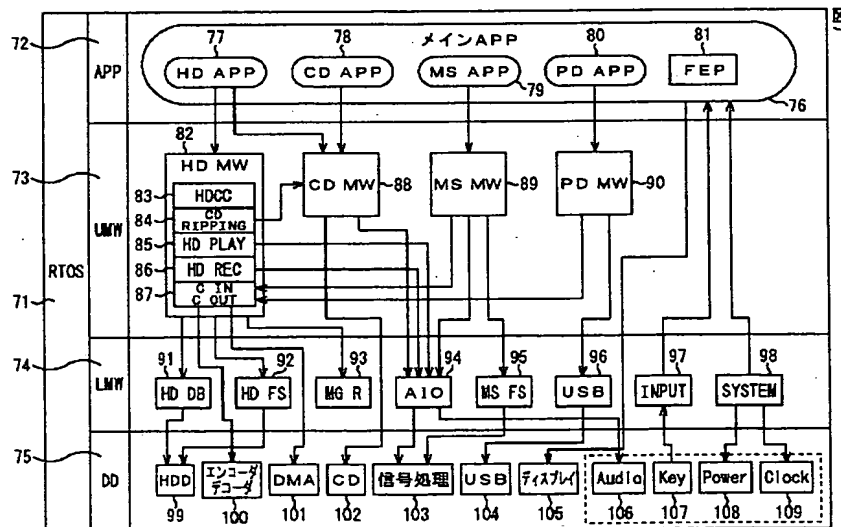 図
72
APP
メインAPP
77
78
80
81
HD APP
CD APP
MS APP
PD APP
FEP
79
76
73
UMW
82
HD MW
83
HDCC
84
CD RIPPING
85
HD PLAY
86
HD REC
87
C IN
C OUT
CD MW
88
MS MW
89
PD MW
90
RTOS
71
74
LMW
91
HD DB
92
HD FS
93
MG R
94
AIO
95
MS FS
96
USB
97
INPUT
98
SYSTEM
75
DD
HDD
エンコーダ
デコーダ
DMA
CD
信号処理
USB
ディスプレイ
Audio
Key
Power
Clock
99
100
101
102
103
104
105
106
107
108
109